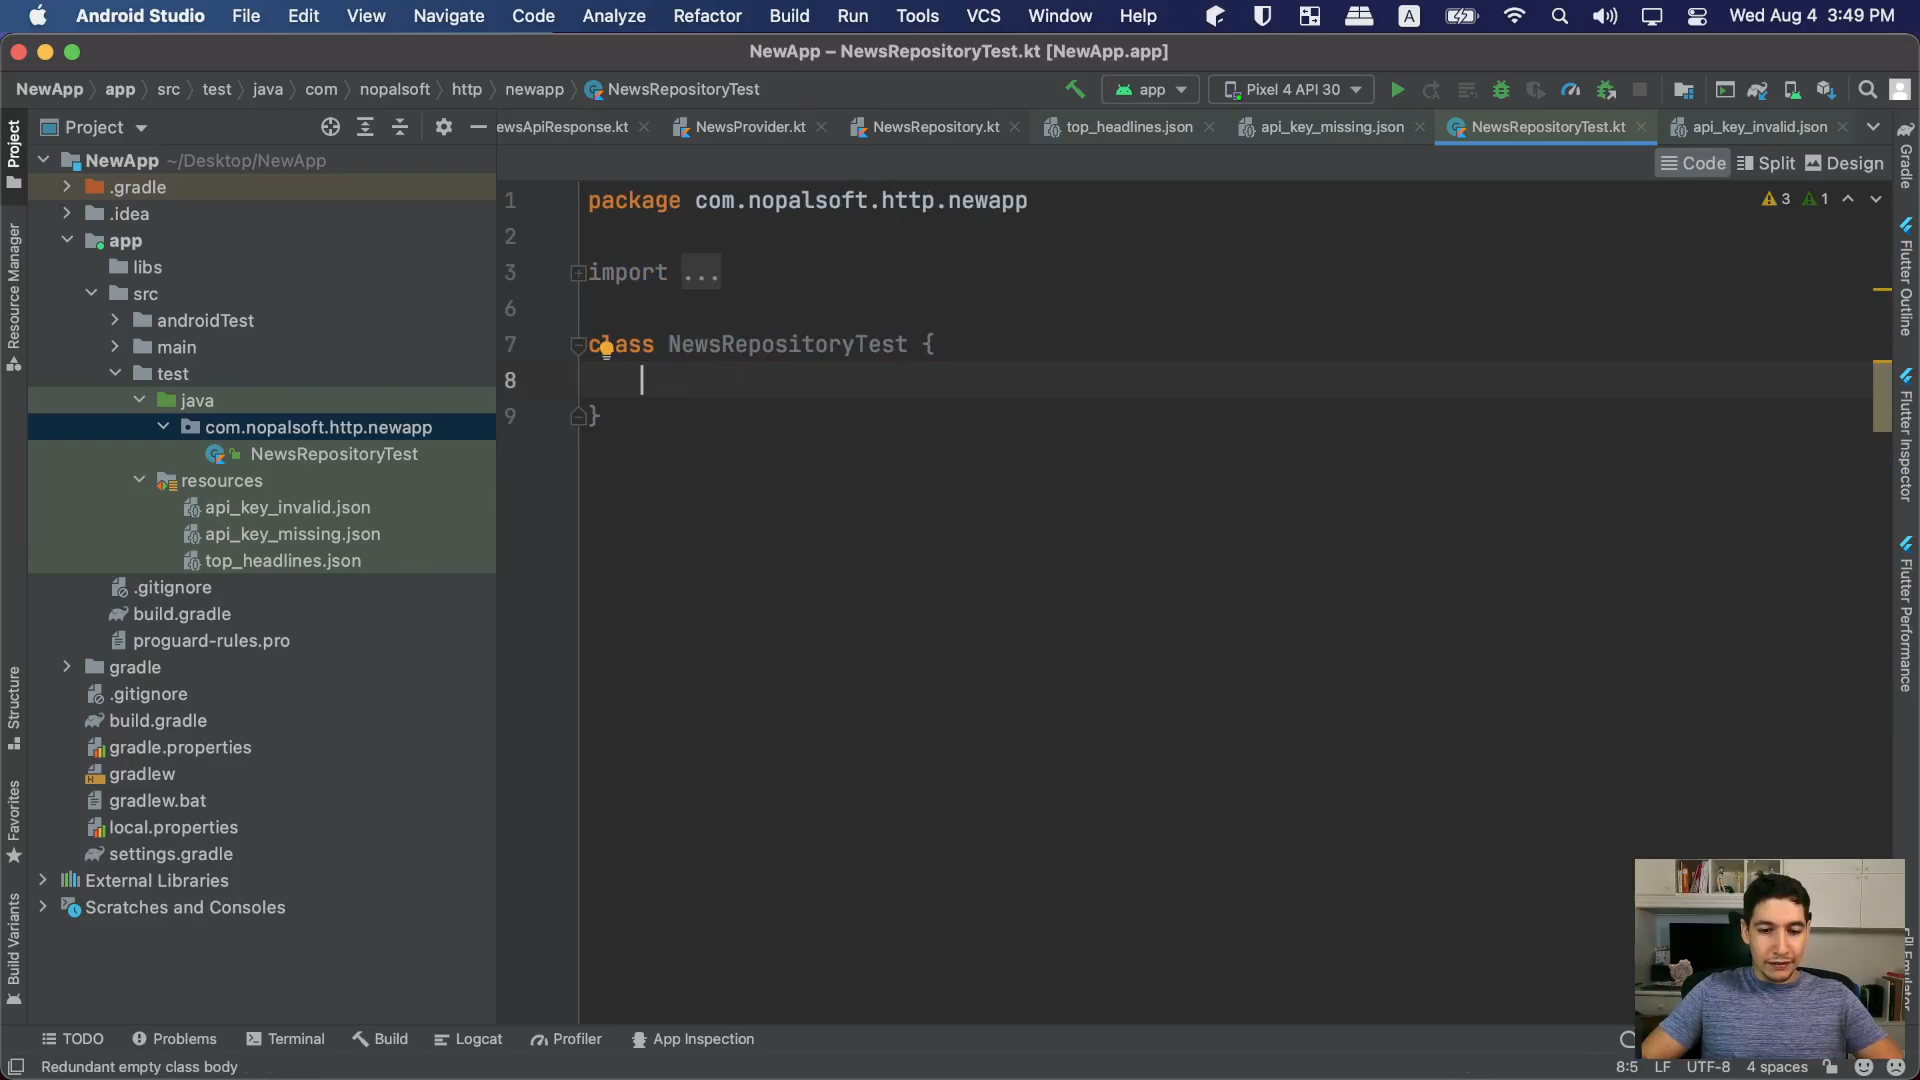 Android Studio File Edit View Navigate Code Analyze Refactor Build Run Tools VCS Window Help A Wed Aug 4 3:49 PM
NewApp – NewsRepositoryTest.kt [NewApp.app]
NewApp app src test java com nopalsoft http newapp NewsRepositoryTest app Pixel 4 API 30
Project ewsApiResponse.kt NewsProvider.kt NewsRepository.kt top_headlines.json api_key_missing.json NewsRepositoryTest.kt api_key_invalid.json
Code Split Design
3 1
NewApp ~/Desktop/NewApp
.gradle
.idea
app
libs
src
androidTest
main
test
java
com.nopalsoft.http.newapp
NewsRepositoryTest
resources
api_key_invalid.json
api_key_missing.json
top_headlines.json
.gitignore
build.gradle
proguard-rules.pro
gradle
.gitignore
build.gradle
gradle.properties
gradlew
gradlew.bat
local.properties
settings.gradle
External Libraries
Scratches and Consoles
1 package com.nopalsoft.http.newapp
2
3 import ...
6
7 class NewsRepositoryTest {
8
9 }
Project
Resource Manager
Structure
Favorites
Build Variants
Gradle
Flutter Outline
Flutter Inspector
Flutter Performance
Emulator
TODO Problems Terminal Build Logcat Profiler App Inspection
Redundant empty class body 8:5 LF UTF-8 4 spaces